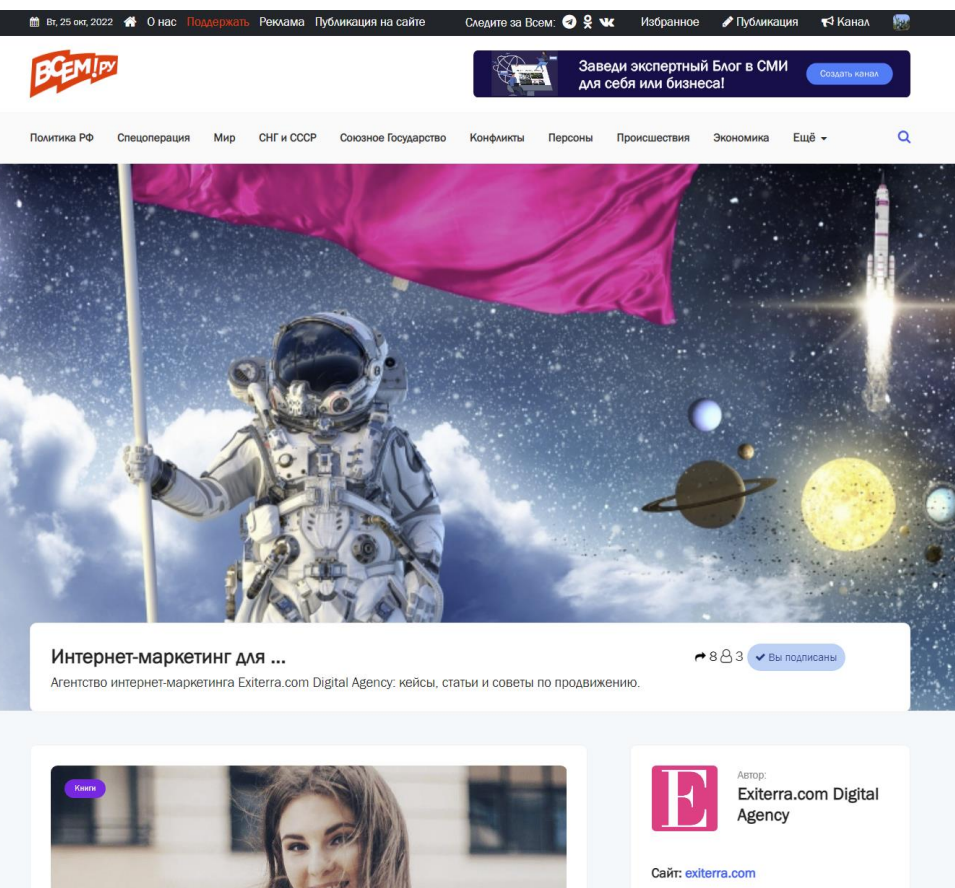 Вт, 25 окт, 2022 О нас Поддержать Реклама Публикация на сайте Следите за Всем: Избранное Публикация Канал
ВСЕМ!РУ
Заведи экспертный Блог в СМИ
для себя или бизнеса!
Создать канал
Политика РФ Спецоперация Мир СНГ и СССР Союзное Государство Конфликты Персоны Происшествия Экономика Ещё
Интернет-маркетинг для ...
8 3 Вы подписаны
Агентство интернет-маркетинга Exiterra.com Digital Agency: кейсы, статьи и советы по продвижению.
Книги
E
Автор:
Exiterra.com Digital
Agency
Сайт: exiterra.com